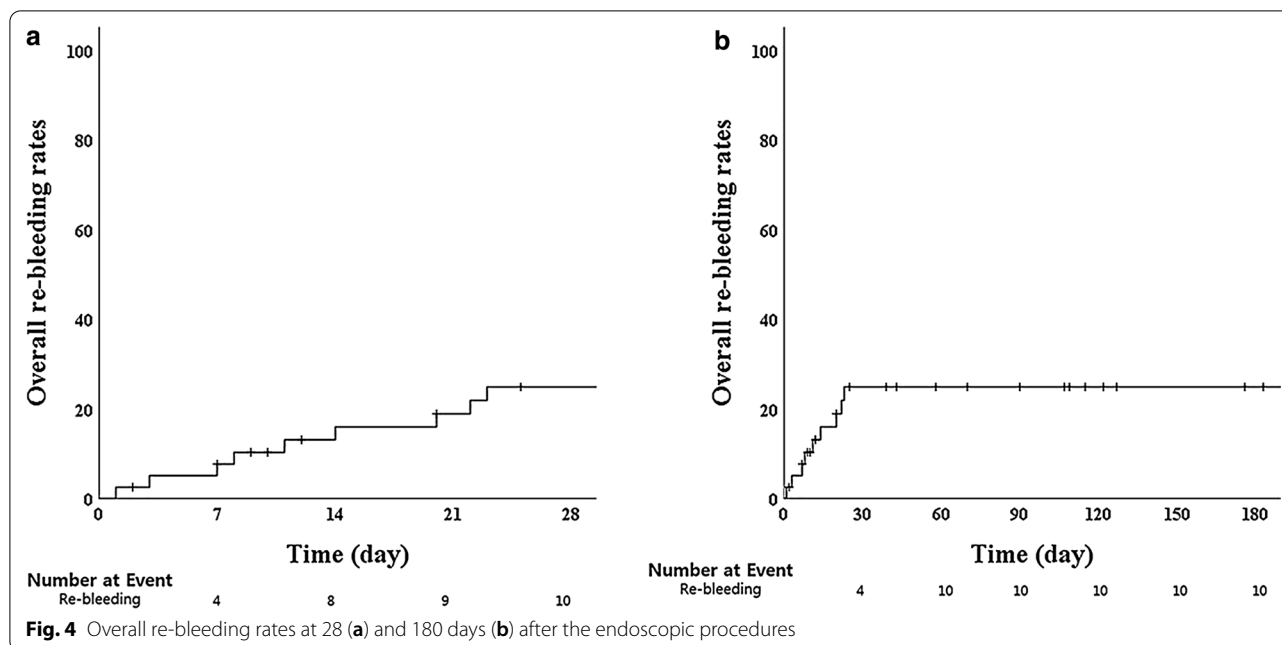 a
100
80
60
40
20
0
Overall re-bleeding rates
0 7 14 21 28
Time (day)
Number at Event
Re-bleeding 4 8 9 10
b
100
80
60
40
20
0
Overall re-bleeding rates
0 30 60 90 120 150 180
Time (day)
Number at Event
Re-bleeding 4 10 10 10 10 10
Fig. 4 Overall re-bleeding rates at 28 (a) and 180 days (b) after the endoscopic procedures